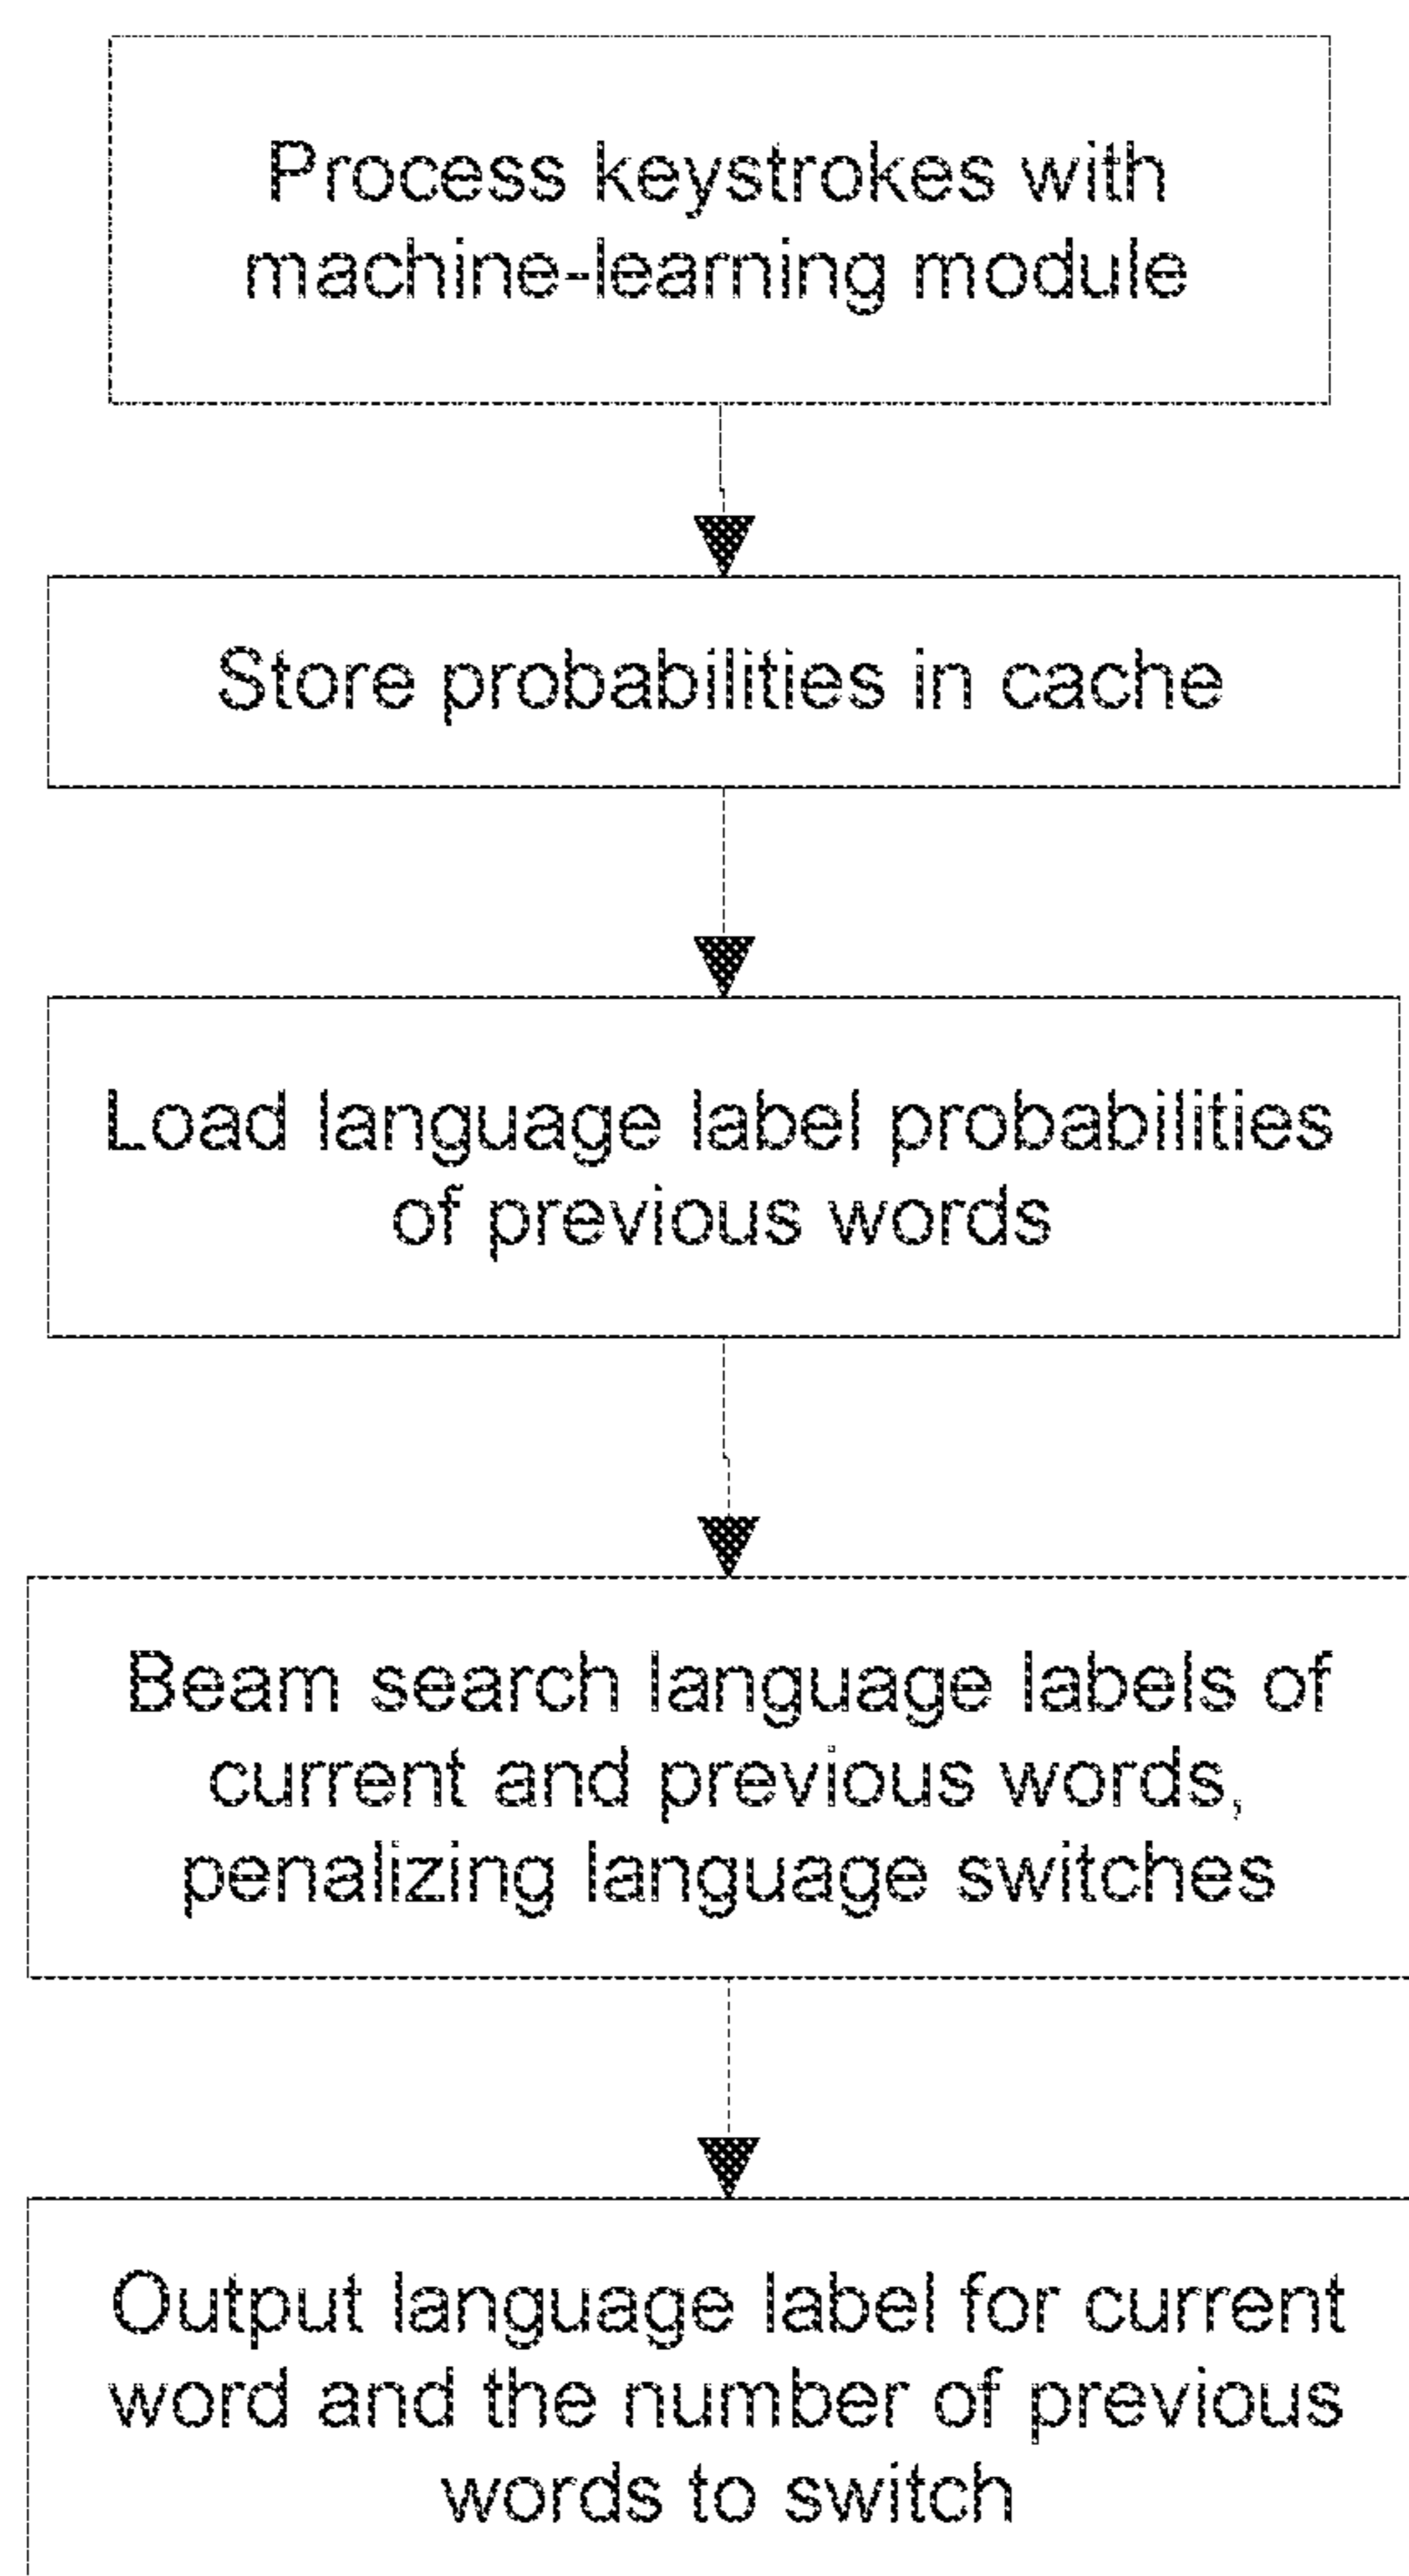 Process keystrokes with
machine-learning module
Store probabilities in cache
Load language label probabilities
of previous words
Beam search language labels of
current and previous words,
penalizing language switches
Output language label for current
word and the number of previous
words to switch